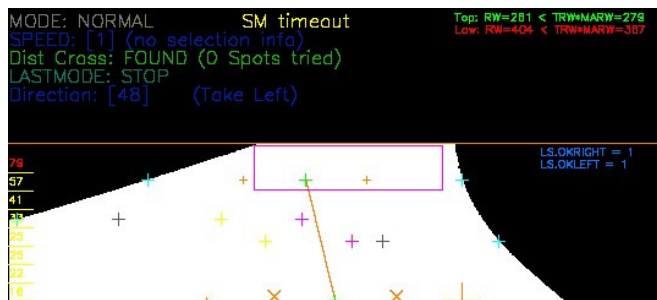 MODE: NORMAL
SM timeout
Top: RW=281 < TRW*MARW=279
Low: RW=404 < TRW*MARW=387
SPEED: [1] (no selection info)
Dist Cross: FOUND (0 Spots tried)
LASTMODE: STOP
Direction: [48] (Take Left)
LS.OKRIGHT = 1
LS.OKLEFT = 1
79
57
41
33
25
25
22